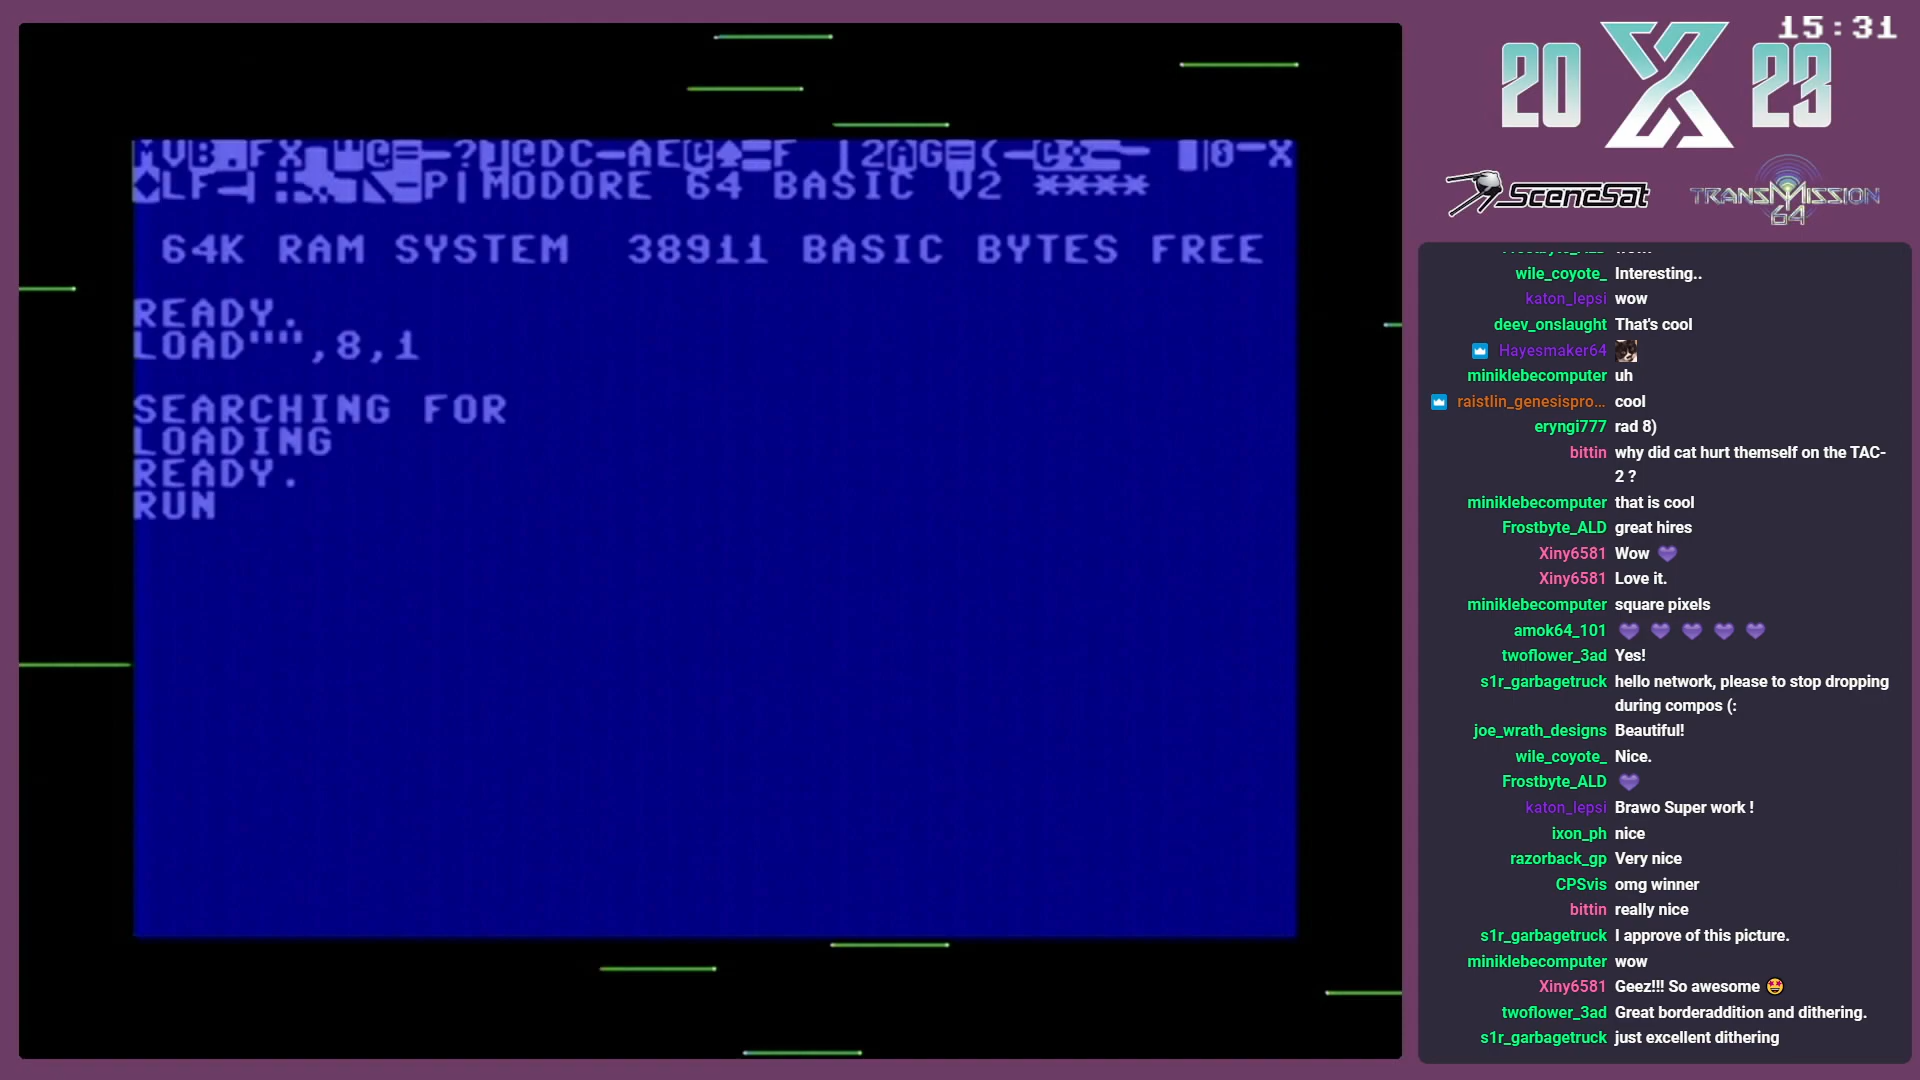 MODORE 64 BASIC V2 ****
64K RAM SYSTEM  38911 BASIC BYTES FREE
READY.
LOAD"",8,1
SEARCHING FOR
LOADING
READY.
RUN
15:31
20 X 23
SceneSat
TRANSMISSION
64
wile_coyote_ Interesting..
katon_lepsi wow
deev_onslaught That's cool
Hayesmaker64
miniklebecomputer uh
raistlin_genesispro... cool
eryngi777 rad 8)
bittin why did cat hurt themself on the TAC-
2 ?
miniklebecomputer that is cool
Frostbyte_ALD great hires
Xiny6581 Wow 💜
Xiny6581 Love it.
miniklebecomputer square pixels
amok64_101 💜 💜 💜 💜 💜
twoflower_3ad Yes!
s1r_garbagetruck hello network, please to stop dropping
during compos (:
joe_wrath_designs Beautiful!
wile_coyote_ Nice.
Frostbyte_ALD 💜
katon_lepsi Brawo Super work !
ixon_ph nice
razorback_gp Very nice
CPSvis omg winner
bittin really nice
s1r_garbagetruck I approve of this picture.
miniklebecomputer wow
Xiny6581 Geez!!! So awesome 🤩
twoflower_3ad Great borderaddition and dithering.
s1r_garbagetruck just excellent dithering